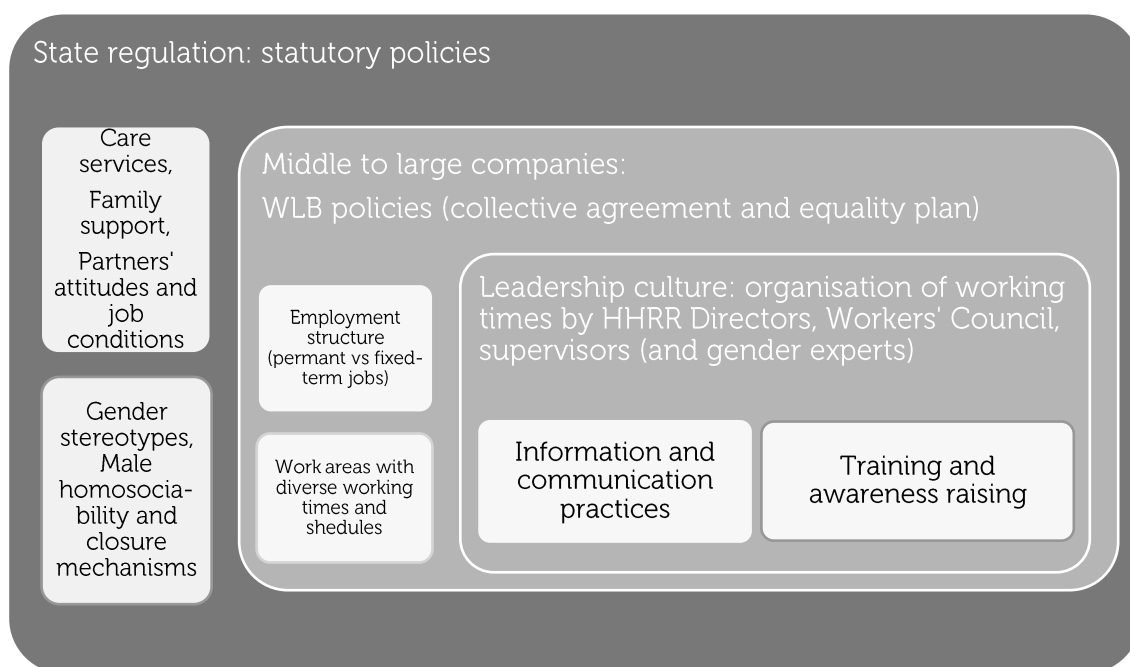 State regulation: statutory policies
Care
services,
Family
support,
Partners'
attitudes and
job
conditions
Gender
stereotypes,
Male
homosocia-
bility and
closure
mechanisms
Middle to large companies:
WLB policies (collective agreement and equality plan)
Employment
structure
(permant vs fixed-
term jobs)
Work areas with
diverse working
times and
shedules
Leadership culture: organisation of working
times by HHRR Directors, Workers' Council,
supervisors (and gender experts)
Information and
communication
practices
Training and
awareness raising